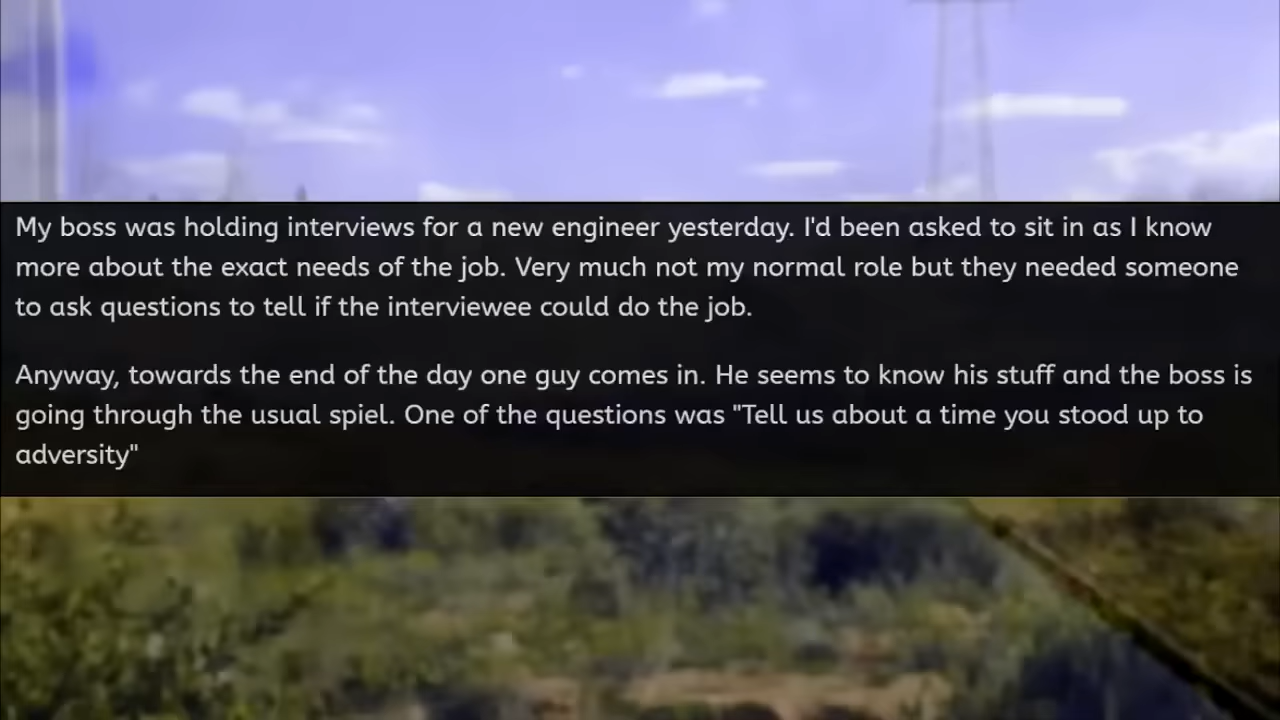 My boss was holding interviews for a new engineer yesterday. I'd been asked to sit in as I know
more about the exact needs of the job. Very much not my normal role but they needed someone
to ask questions to tell if the interviewee could do the job.
Anyway, towards the end of the day one guy comes in. He seems to know his stuff and the boss is
going through the usual spiel. One of the questions was "Tell us about a time you stood up to
adversity"